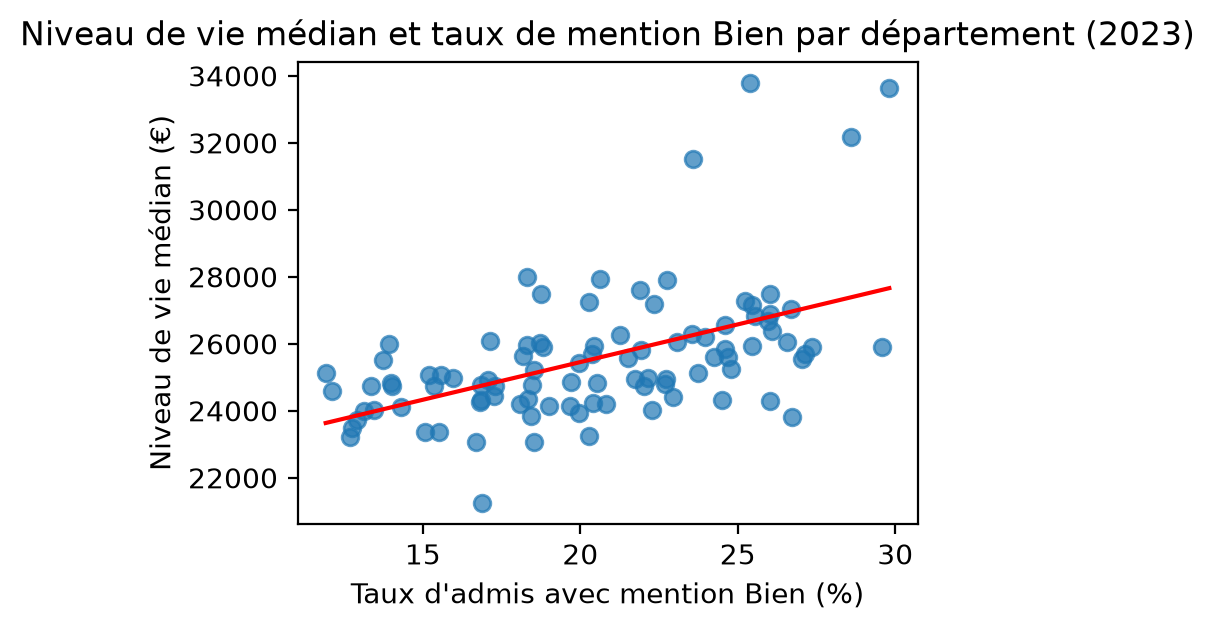 Niveau de vie médian et taux de mention Bien par département (2023)
34000
32000
30000
28000
26000
24000
22000
Niveau de vie médian (€)
15 20 25 30
Taux d'admis avec mention Bien (%)